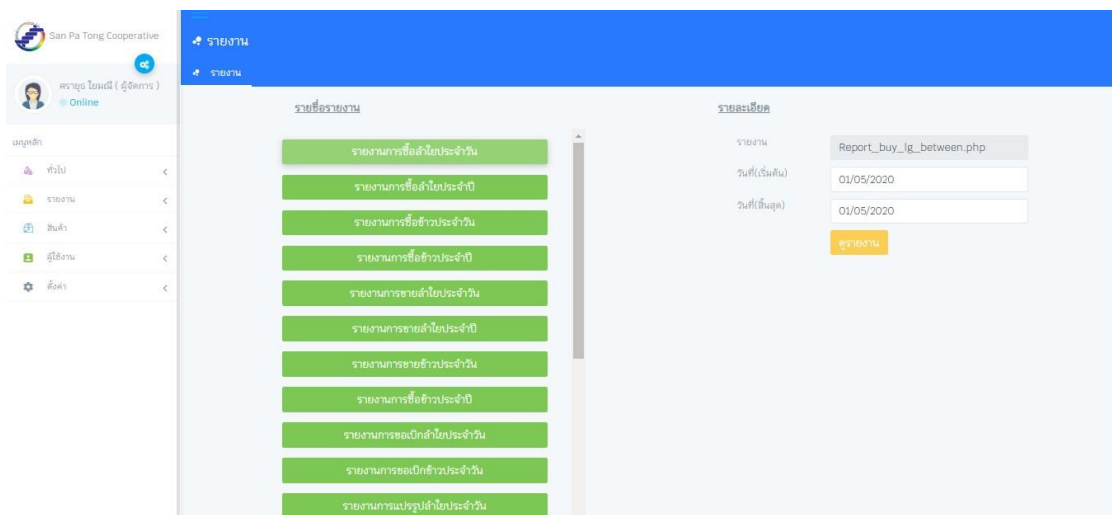 San Pa Tong Cooperative
ศรายุธ ใยมณี ( ผู้จัดการ )
Online
เมนูหลัก
ทั่วไป
รายงาน
สินค้า
ผู้ใช้งาน
ตั้งค่า
รายงาน
รายงาน
รายชื่อรายงาน
รายงานการซื้อลำไยประจำวัน
รายงานการซื้อลำไยประจำปี
รายงานการซื้อข้าวประจำวัน
รายงานการซื้อข้าวประจำปี
รายงานการขายลำไยประจำวัน
รายงานการขายลำไยประจำปี
รายงานการขายข้าวประจำวัน
รายงานการซื้อข้าวประจำปี
รายงานการขอเบิกลำไยประจำวัน
รายงานการขอเบิกข้าวประจำวัน
รายงานการแปรรูปลำไยประจำวัน
รายละเอียด
รายงาน Report_buy_lg_between.php
วันที่(เริ่มต้น) 01/05/2020
วันที่(สิ้นสุด) 01/05/2020
ดูรายงาน